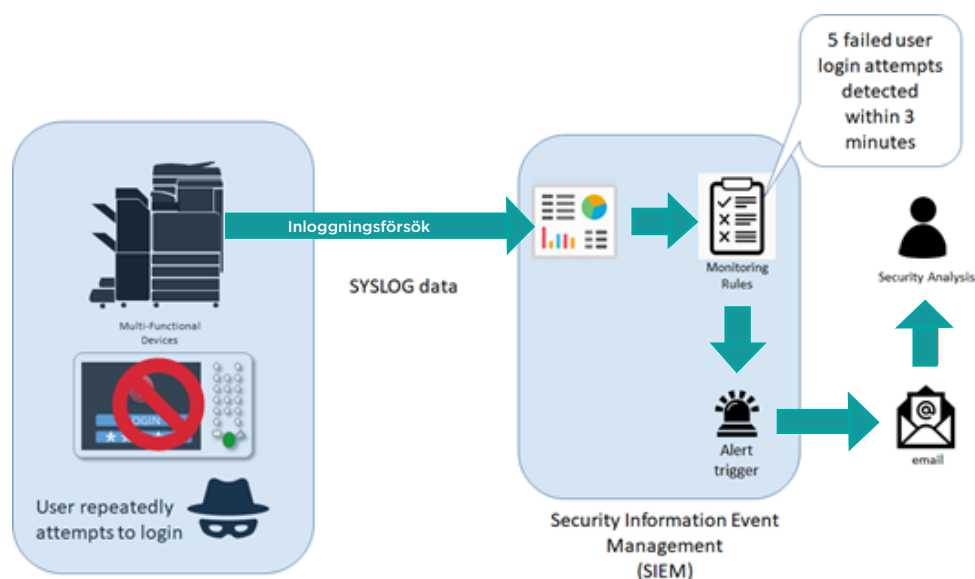 5 failed user
login attempts
detected
within 3
minutes
Inloggningsförsök
SYSLOG data
Multi-Functional
Devices
LOGIN
User repeatedly
attempts to login
Monitoring
Rules
Alert
trigger
Security Analysis
@
email
Security Information Event
Management
(SIEM)